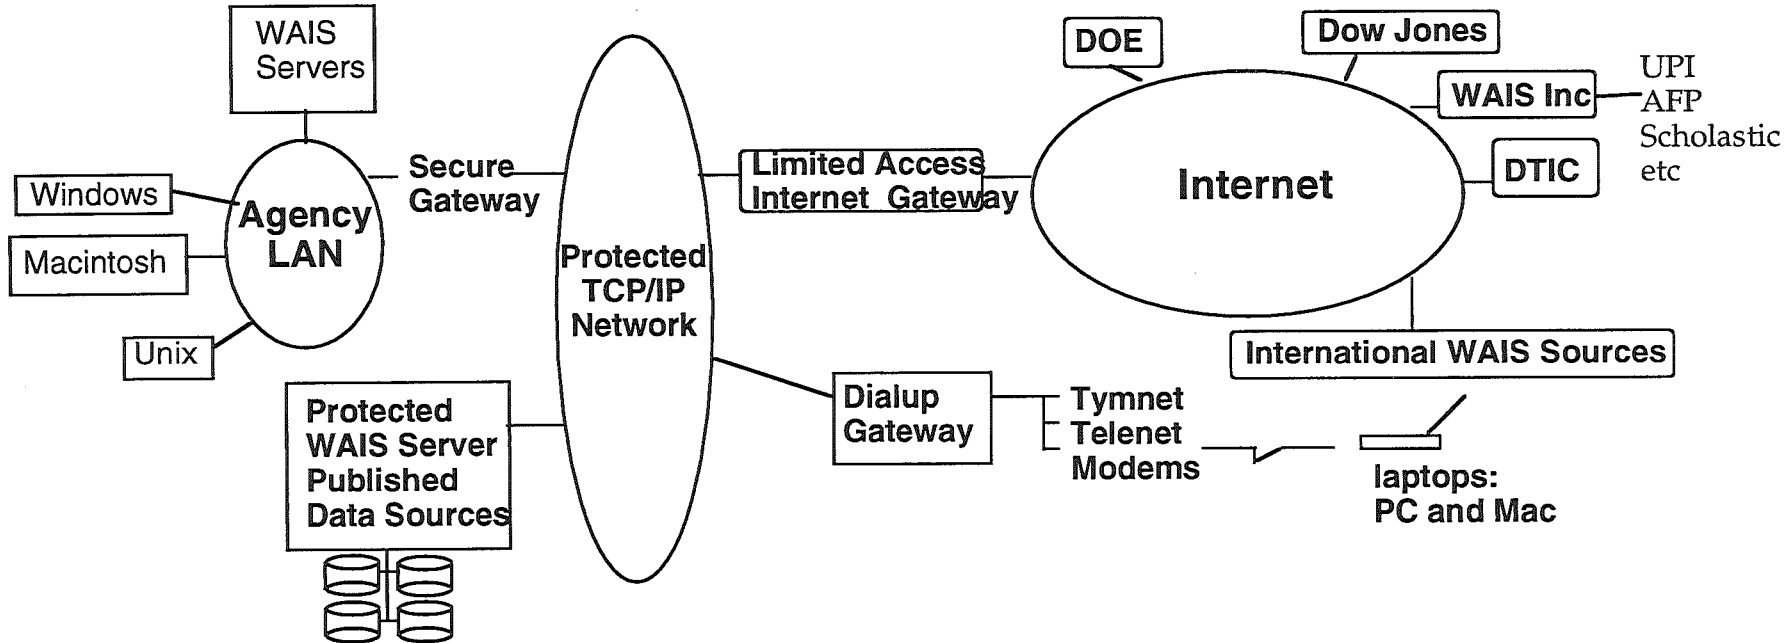 WAIS
Servers
Windows
Macintosh
Unix
Agency
LAN
Secure
Gateway
Protected
WAIS Server
Published
Data Sources
Protected
TCP/IP
Network
Limited Access
Internet Gateway
Dialup
Gateway
Tymnet
Telenet
Modems
laptops:
PC and Mac
Internet
DOE
Dow Jones
WAIS Inc
UPI
AFP
Scholastic
etc
DTIC
International WAIS Sources